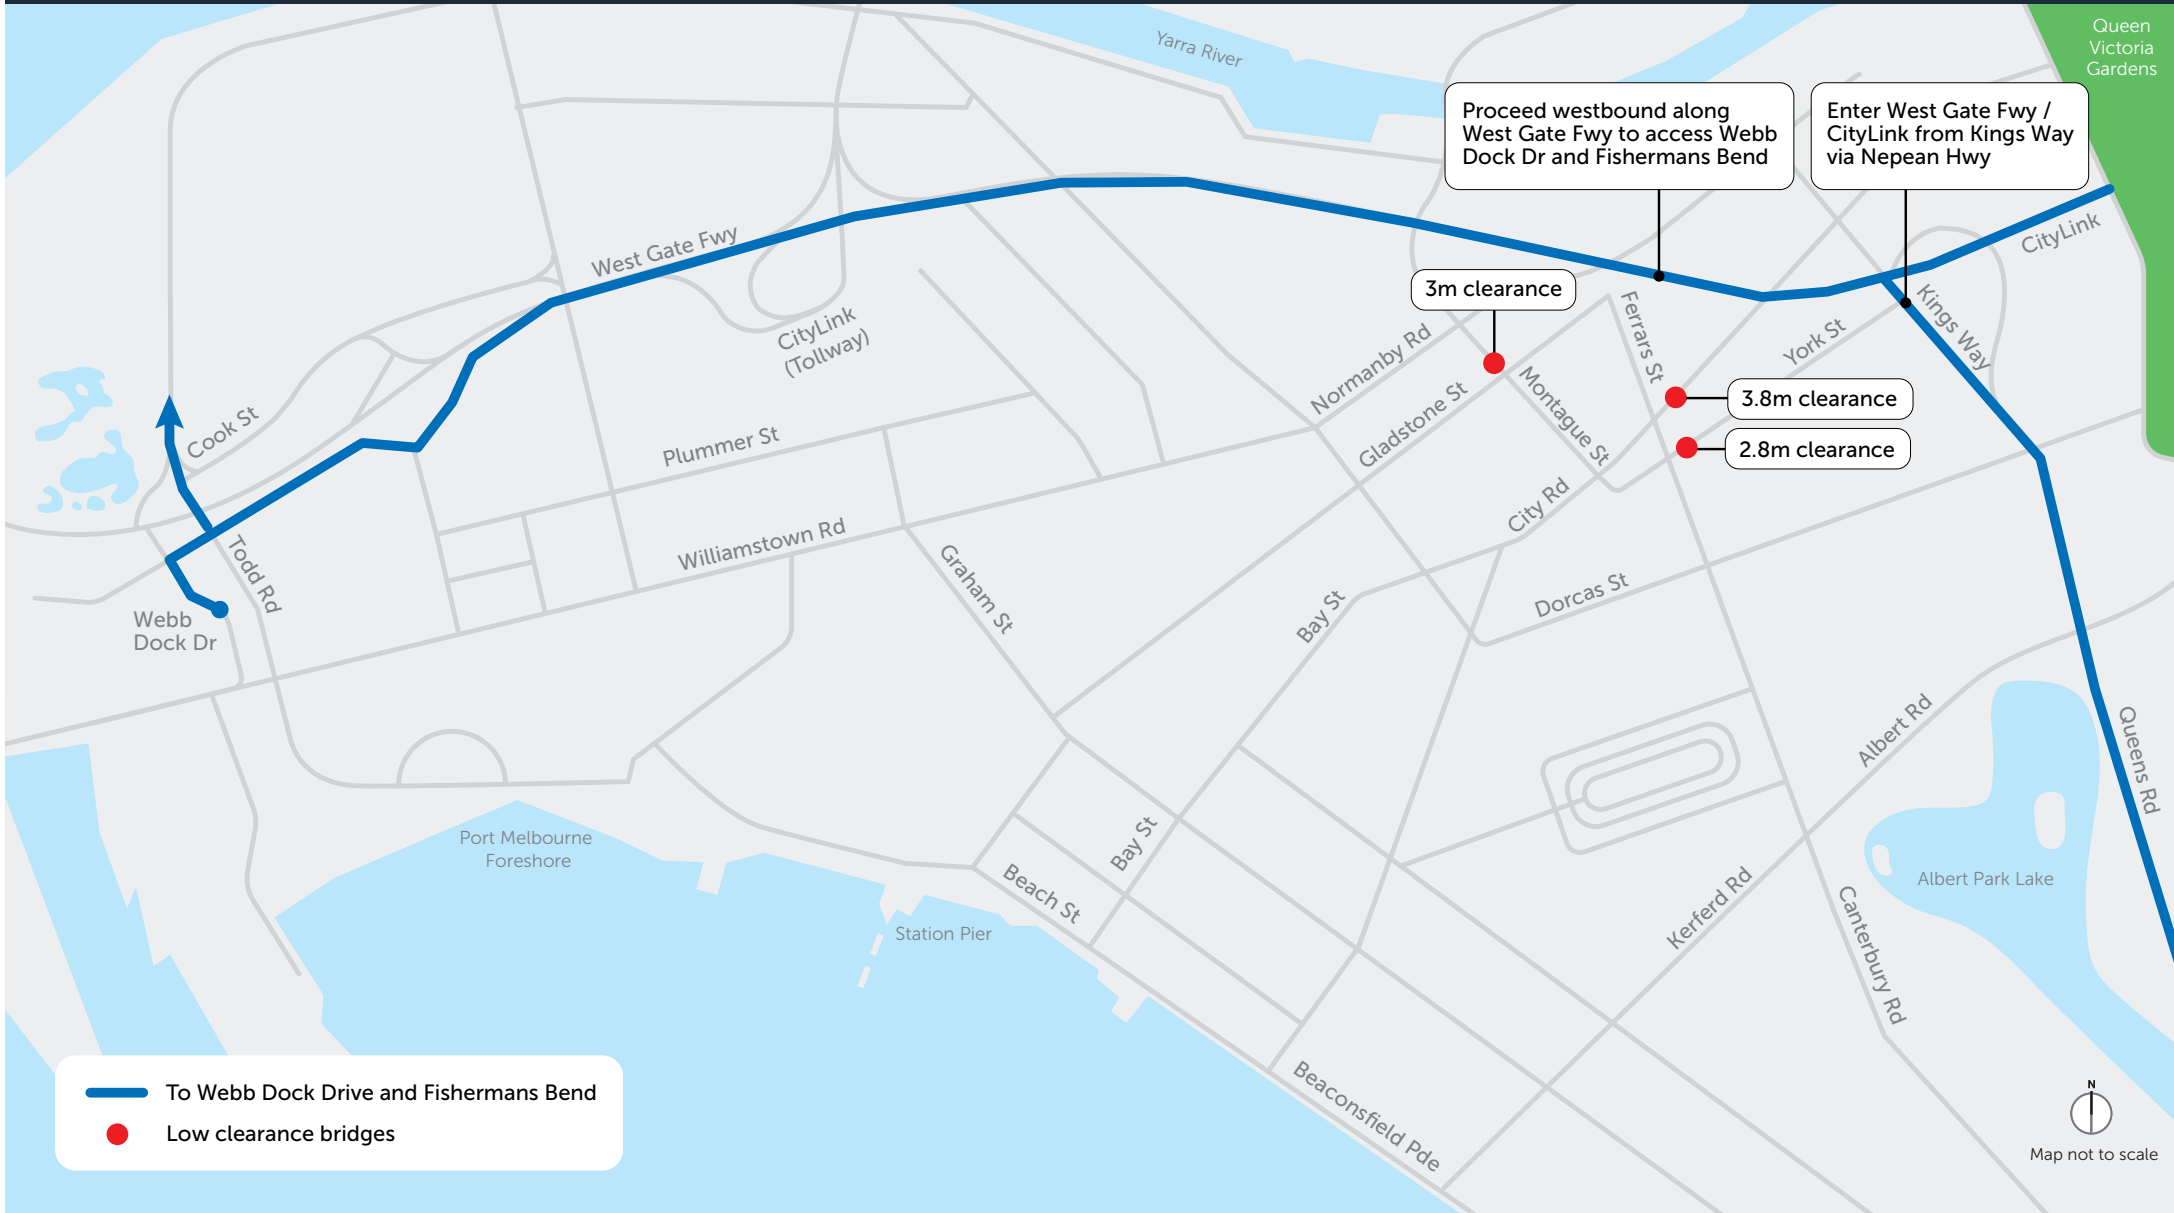 Queen
Victoria
Gardens
Yarra River
Proceed westbound along
West Gate Fwy to access Webb
Dock Dr and Fishermans Bend
Enter West Gate Fwy /
CityLink from Kings Way
via Nepean Hwy
CityLink
West Gate Fwy
3m clearance
CityLink
(Tollway)
Ferrars St
Kings Way
York St
Normanby Rd
Gladstone St
Montague St
3.8m clearance
2.8m clearance
Cook St
Plummer St
City Rd
Williamstown Rd
Todd Rd
Graham St
Bay St
Dorcas St
Webb
Dock Dr
Albert Rd
Queens Rd
Port Melbourne
Foreshore
Bay St
Beach St
Station Pier
Kerferd Rd
Canterbury Rd
Albert Park Lake
Beaconsfield Pde
To Webb Dock Drive and Fishermans Bend
Low clearance bridges
N
Map not to scale